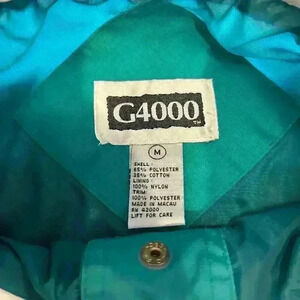 G4000
TM
M
SHELL:
65% POLYESTER
35% COTTON
LINING:
100% NYLON
TRIM:
100% POLYESTER
MADE IN MACAU
RN 42000
LIFT FOR CARE